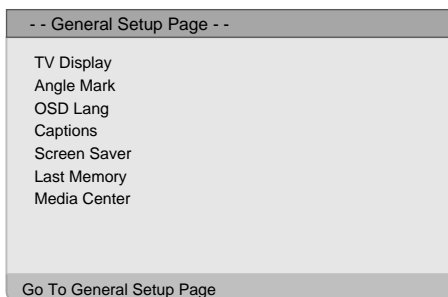 - - General Setup Page - -
TV Display
Angle Mark
OSD Lang
Captions
Screen Saver
Last Memory
Media Center
Go To General Setup Page